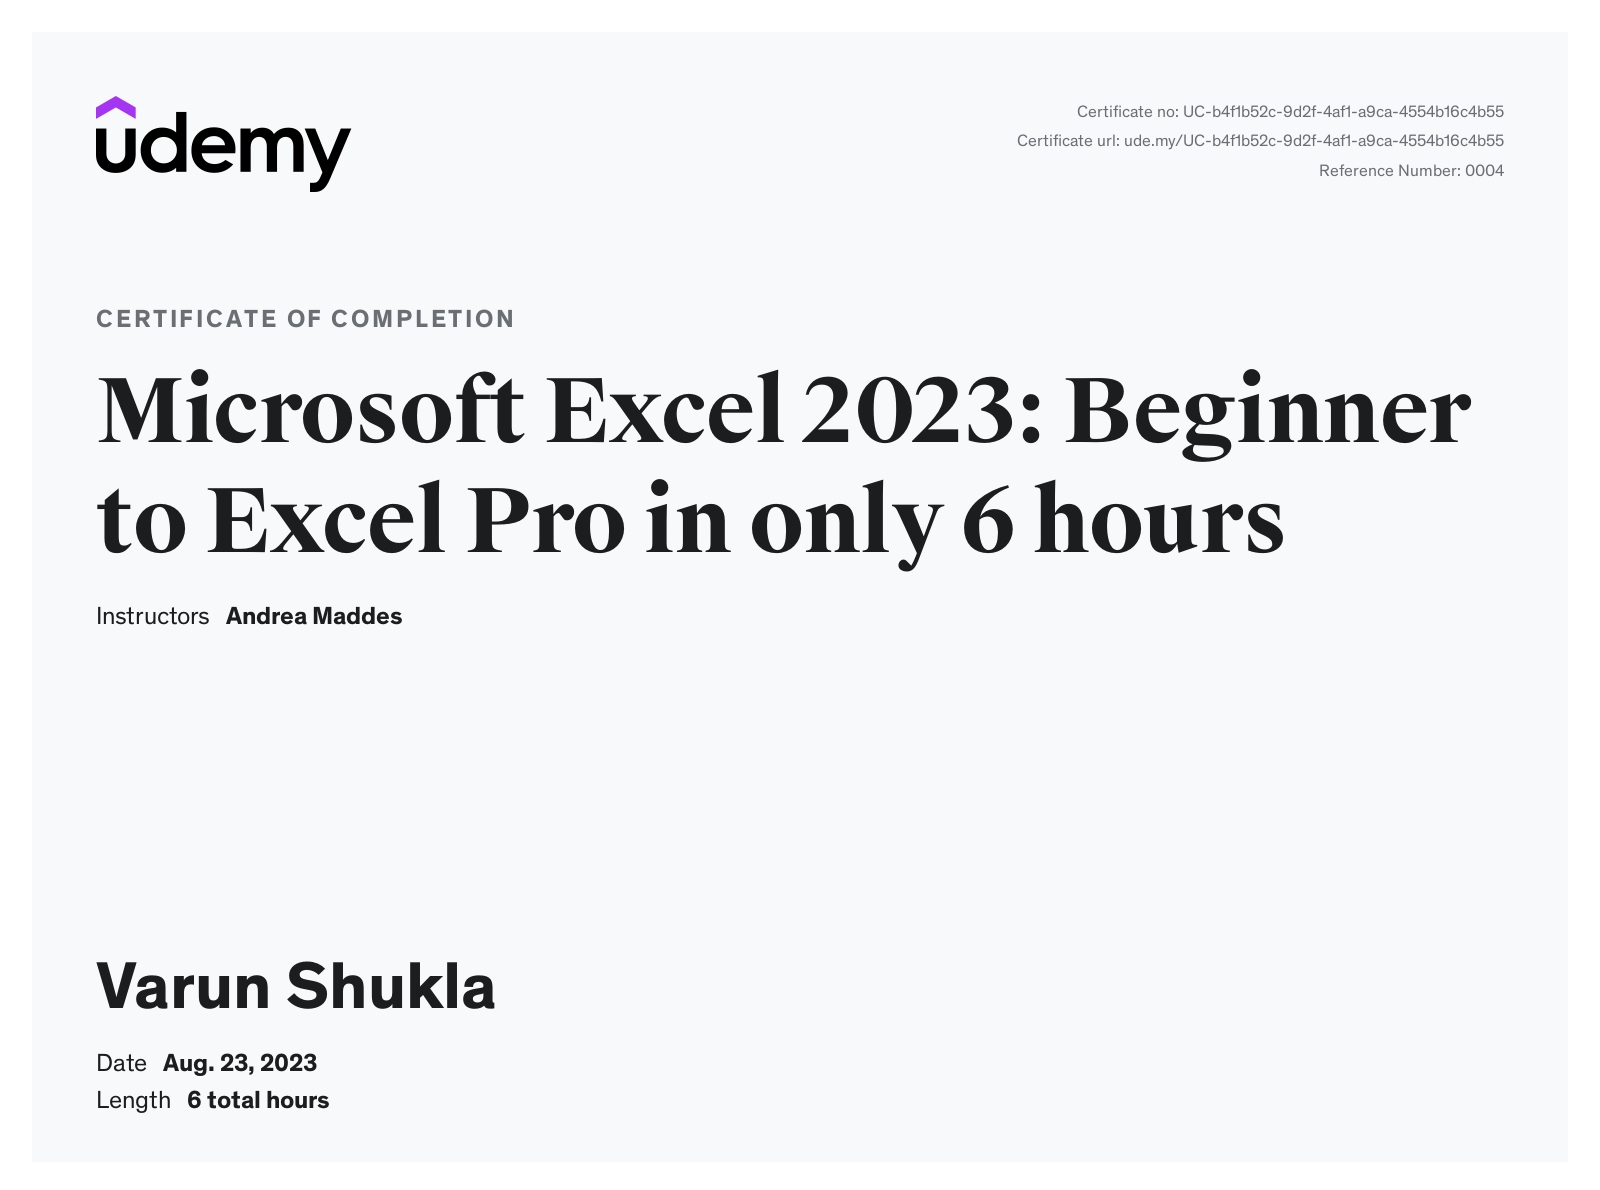 udemy
Certificate no: UC-b4f1b52c-9d2f-4af1-a9ca-4554b16c4b55
Certificate url: ude.my/UC-b4f1b52c-9d2f-4af1-a9ca-4554b16c4b55
Reference Number: 0004
CERTIFICATE OF COMPLETION
Microsoft Excel 2023: Beginner
to Excel Pro in only 6 hours
Instructors Andrea Maddes
Varun Shukla
Date Aug. 23, 2023
Length 6 total hours